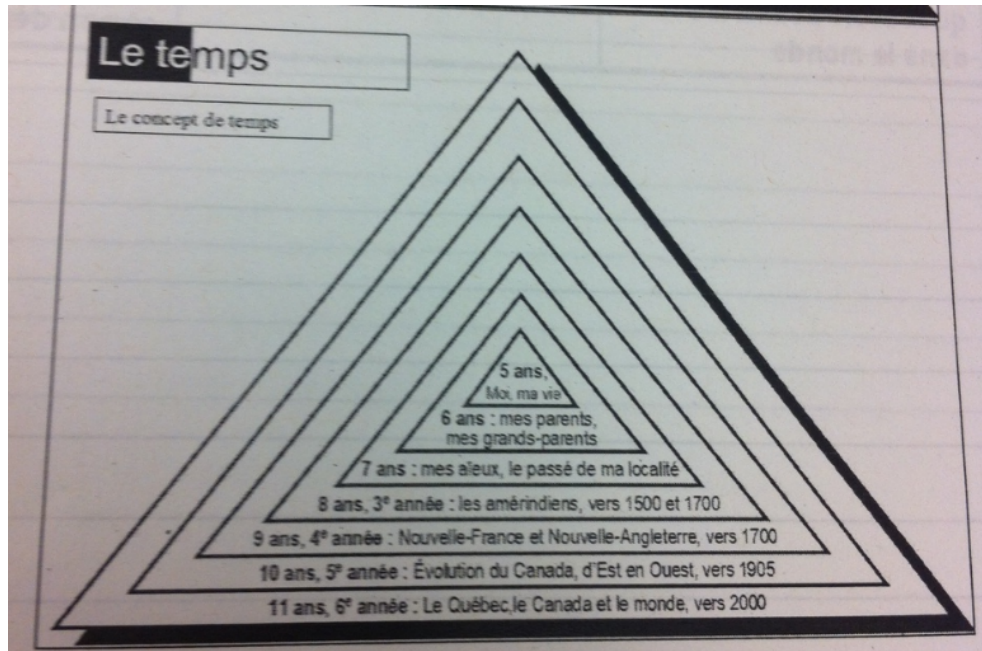 Le temps
Le concept de temps
5 ans,
Moi, ma vie
6 ans : mes parents,
mes grands-parents
7 ans : mes aïeux, le passé de ma localité
8 ans, 3e année : les amérindiens, vers 1500 et 1700
9 ans, 4e année : Nouvelle-France et Nouvelle-Angleterre, vers 1700
10 ans, 5e année : Évolution du Canada, d'Est en Ouest, vers 1905
11 ans, 6e année : Le Québec,le Canada et le monde, vers 2000